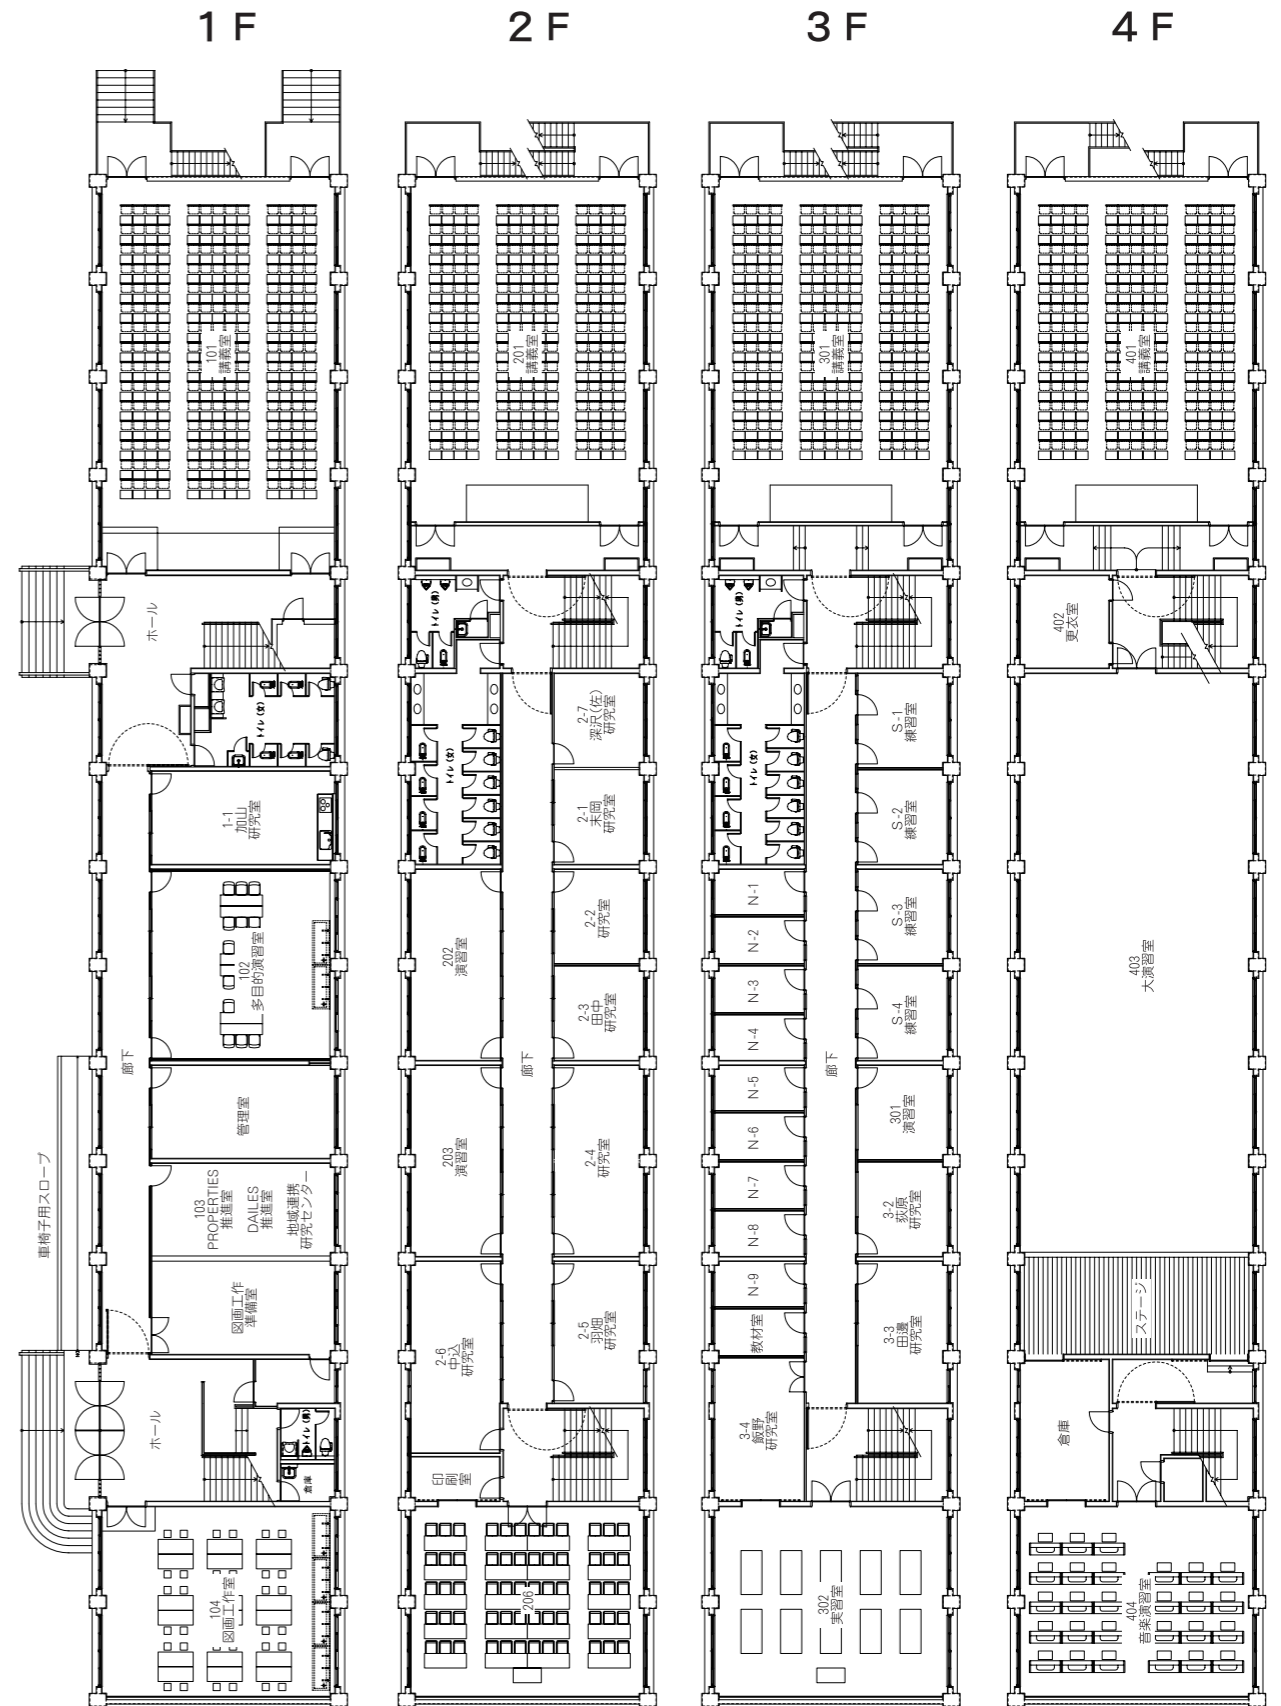 1 F
2 F
3 F
4 F
101
講義室
ホール
トイレ(女)
1-1
加山
研究室
102
多目的演習室
廊下
管理室
車椅子用スロープ
103
PROPERTIES
推進室
DAILES
推進室
地域連携
研究センター
図画工作
準備室
ホール
トイレ(男)
倉庫
104
図画工作室
201
講義室
トイレ(男)
トイレ(女)
2-7
深沢(佐)
研究室
2-1
末岡
研究室
202
演習室
2-2
研究室
2-3
田中
研究室
廊下
203
演習室
2-4
研究室
2-6
中込
研究室
2-5
羽畑
研究室
印刷
室
206
301
講義室
トイレ(男)
トイレ(女)
S-1
練習室
S-2
練習室
N-1
N-2
S-3
練習室
N-3
N-4
S-4
練習室
廊下
N-5
N-6
301
演習室
N-7
N-8
3-2
荻原
研究室
N-9
教材室
3-3
田邊
研究室
3-4
飯野
研究室
302
実習室
401
講義室
402
更衣室
403
大演習室
ステージ
倉庫
404
音楽演習室